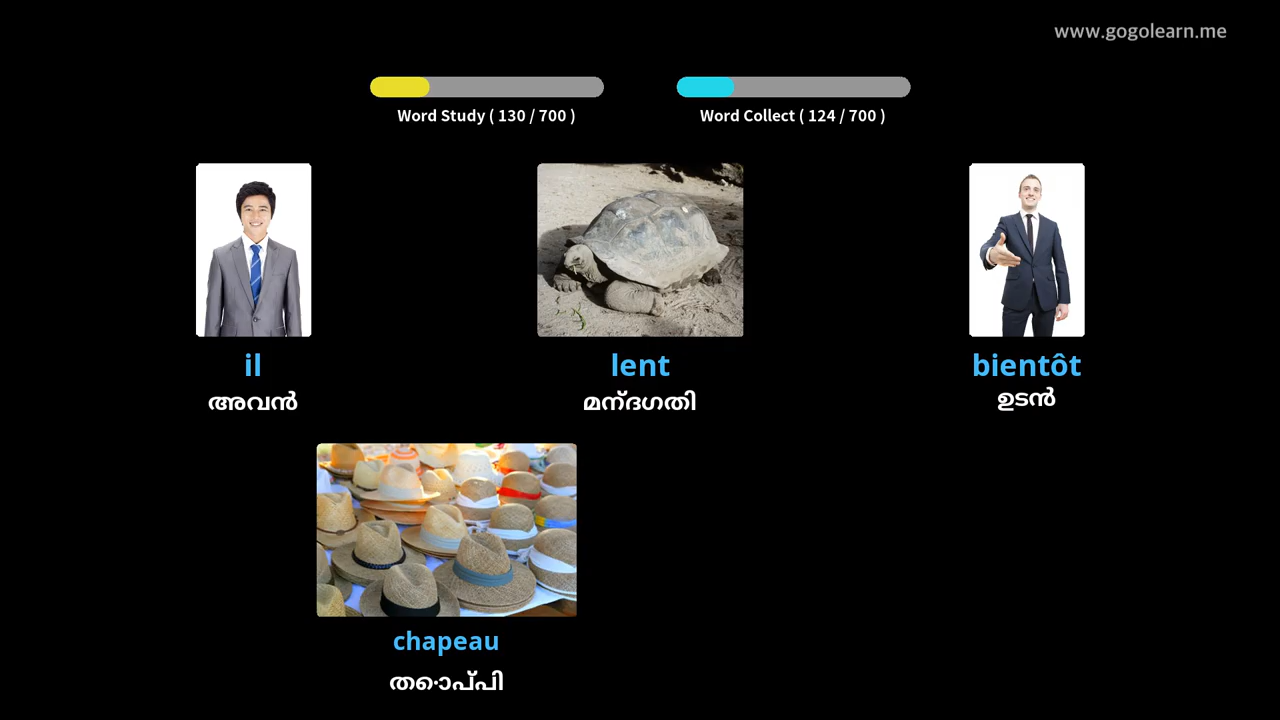 www.gogolearn.me
Word Study ( 130 / 700 )
Word Collect ( 124 / 700 )
il
lent
bientôt
അവൻ
മന്ദഗതി
ഉടൻ
chapeau
തൊപ്പി